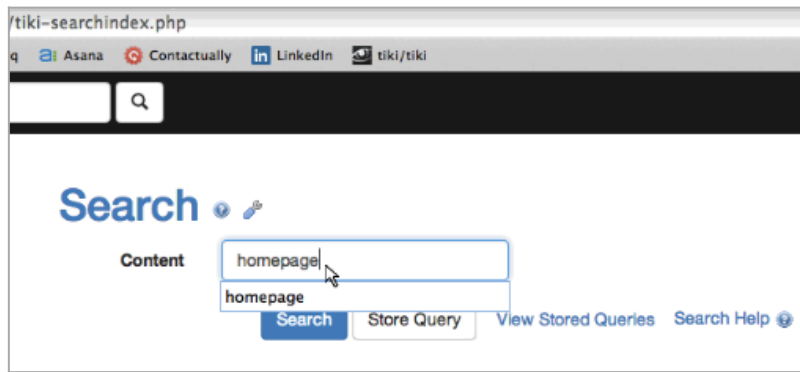 /tiki-searchindex.php
q Asana Contactually LinkedIn tiki/tiki
Search
Content homepage
homepage
Search Store Query View Stored Queries Search Help